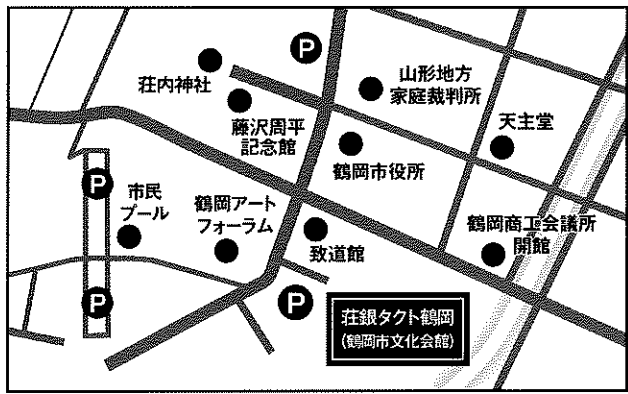 P
荘内神社
山形地方
家庭裁判所
藤沢周平
記念館
天主堂
鶴岡市役所
P
市民
プール
鶴岡アート
フォーラム
致道館
鶴岡商工会議所
開館
P
P
荘銀タクト鶴岡
(鶴岡市文化会館)